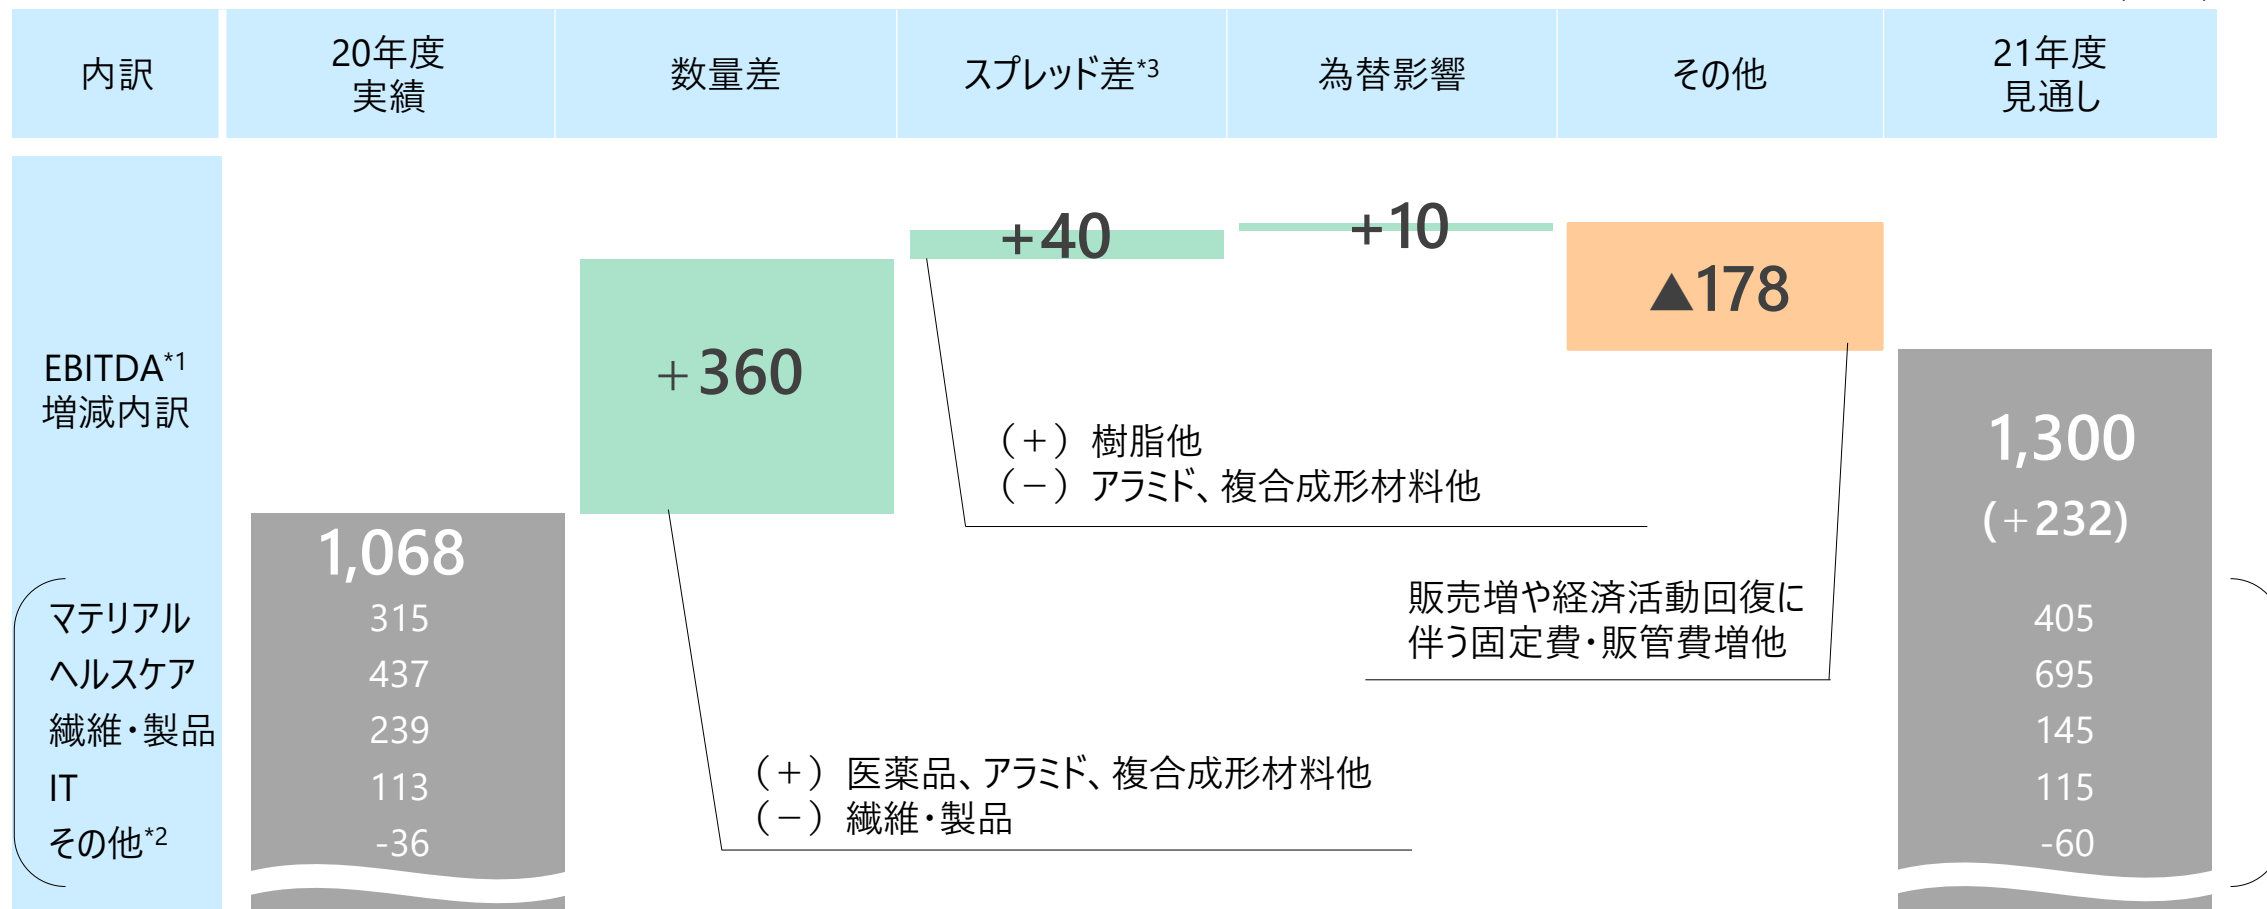 内訳
20年度
実績
数量差
スプレッド差*3
為替影響
その他
21年度
見通し
EBITDA*1
増減内訳
+360
+40
+10
▲178
1,068
1,300
(+232)
(+) 樹脂他
(-) アラミド、複合成形材料他
販売増や経済活動回復に
伴う固定費・販管費増他
(+) 医薬品、アラミド、複合成形材料他
(-) 繊維・製品
マテリアル 315 405
ヘルスケア 437 695
繊維・製品 239 145
IT 113 115
その他*2 -36 -60